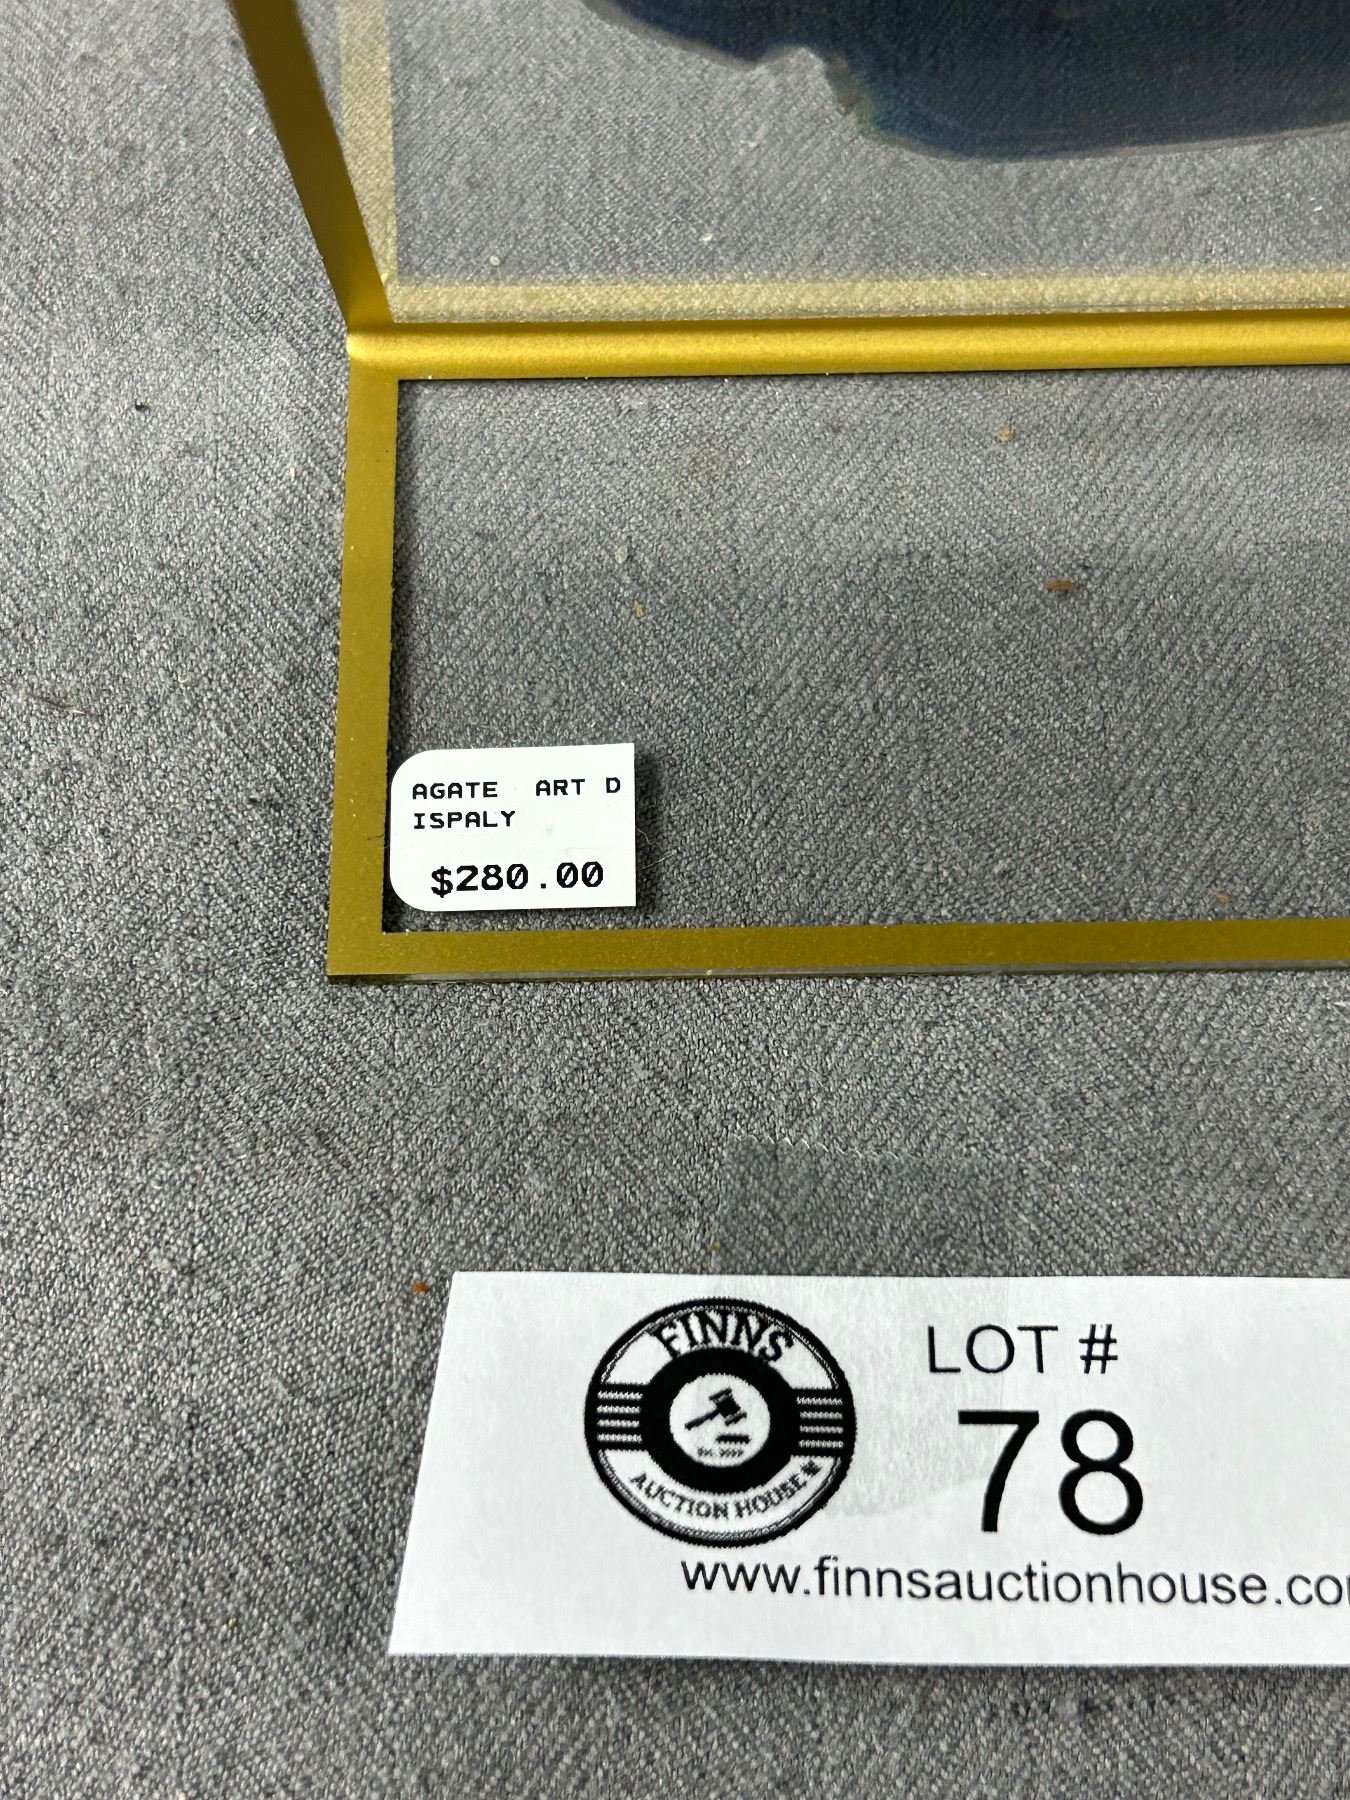 AGATE  ART D
ISPALY
$280.00
FINNS
AUCTION HOUSE
LOT #
78
www.finnsauctionhouse.co